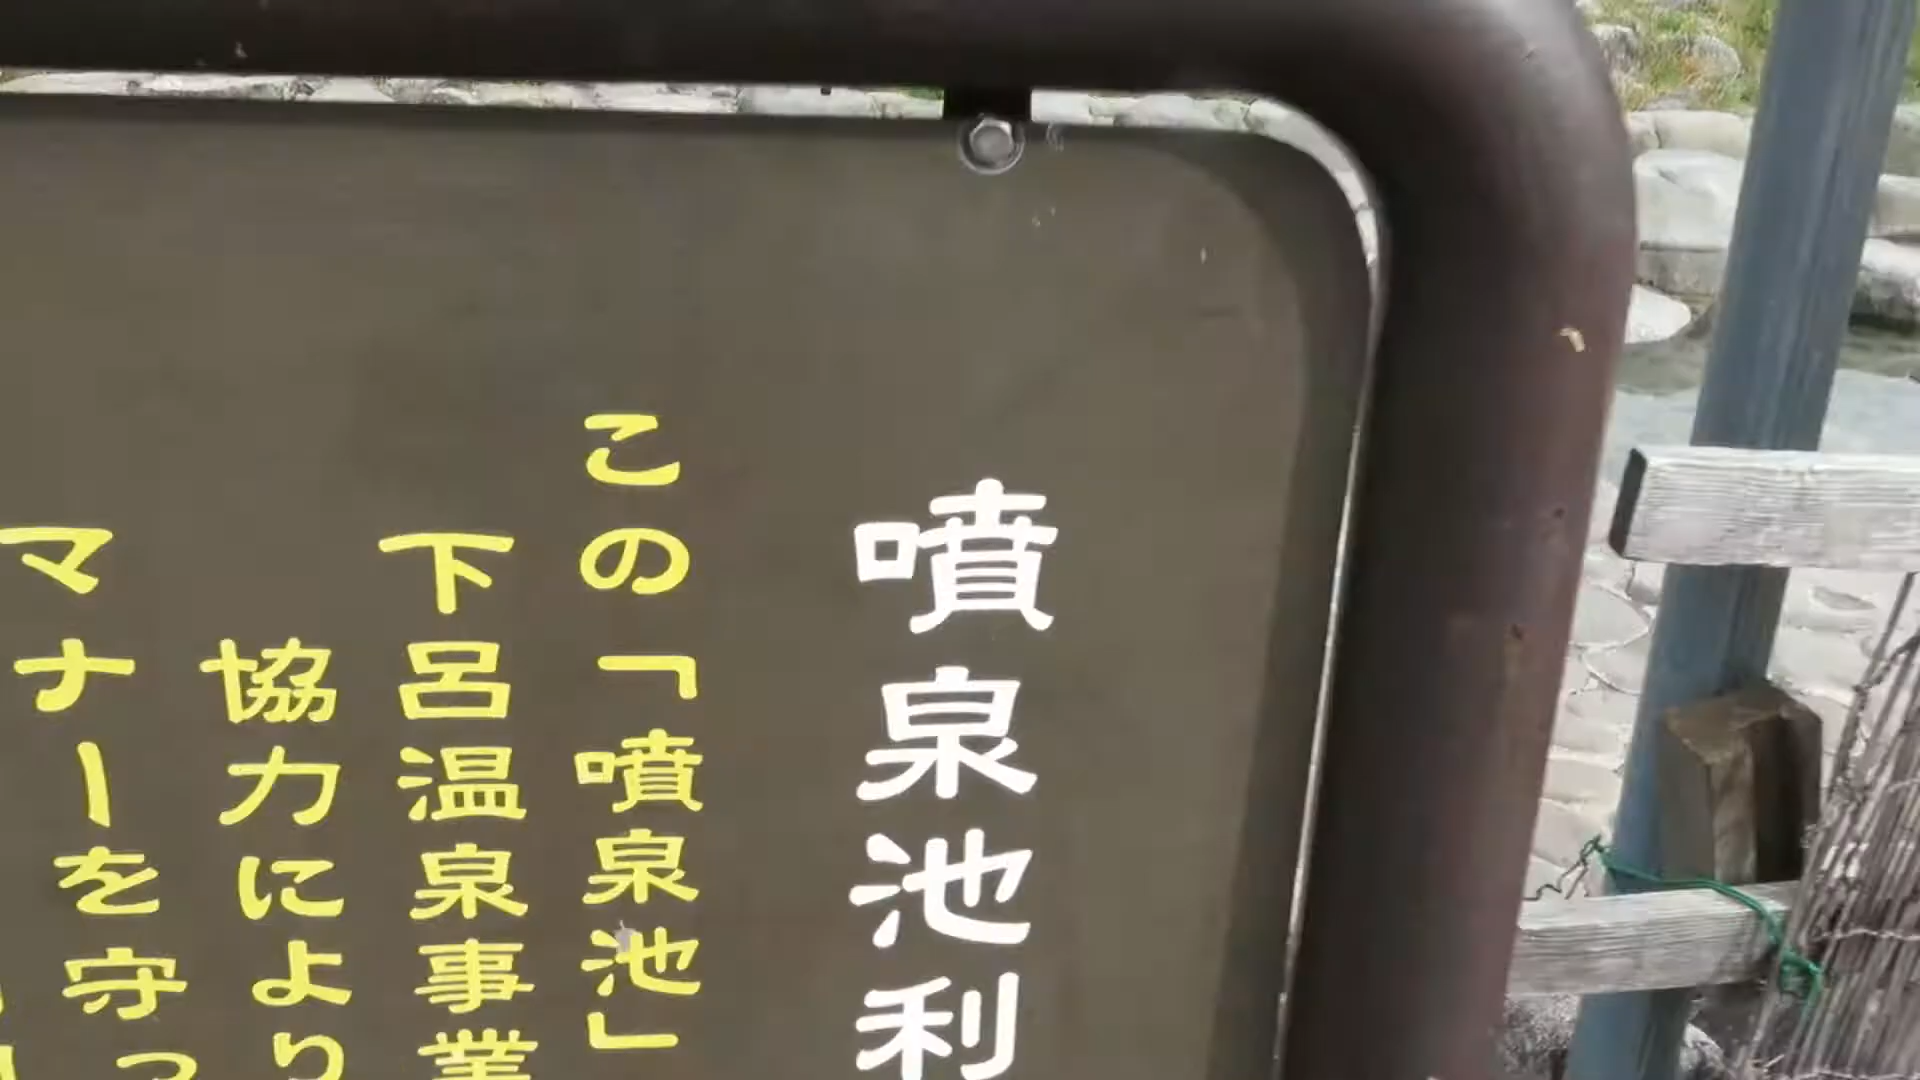 噴泉池利
この「噴泉池」
下呂温泉事業
協力により
マナーを守っ